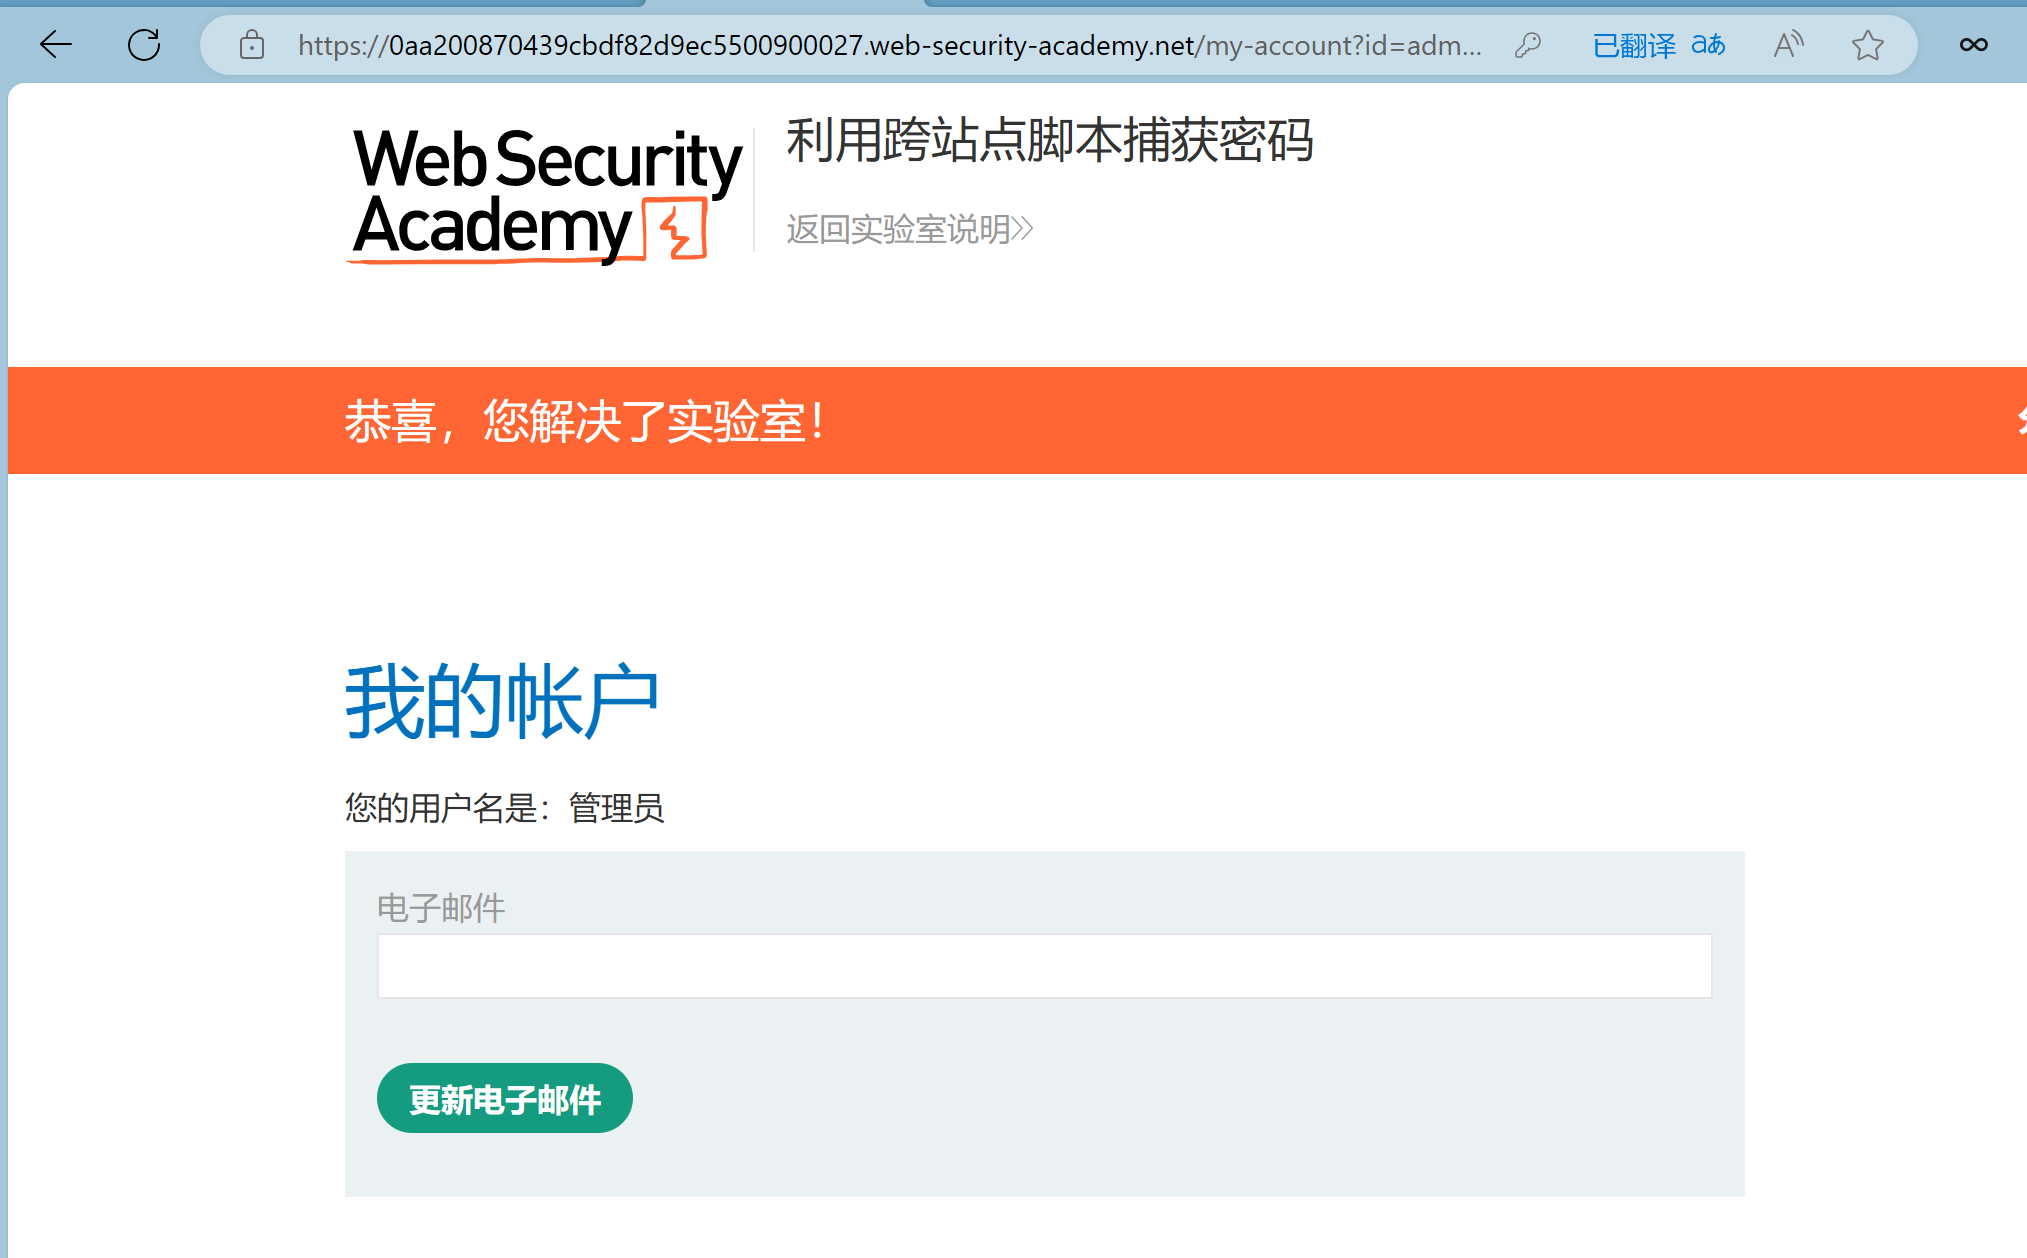 https://0aa200870439cbdf82d9ec5500900027.web-security-academy.net/my-account?id=adm...
已翻译 aあ
Web Security
Academy
利用跨站点脚本捕获密码
返回实验室说明
恭喜，您解决了实验室！
我的帐户
您的用户名是：管理员
电子邮件
更新电子邮件